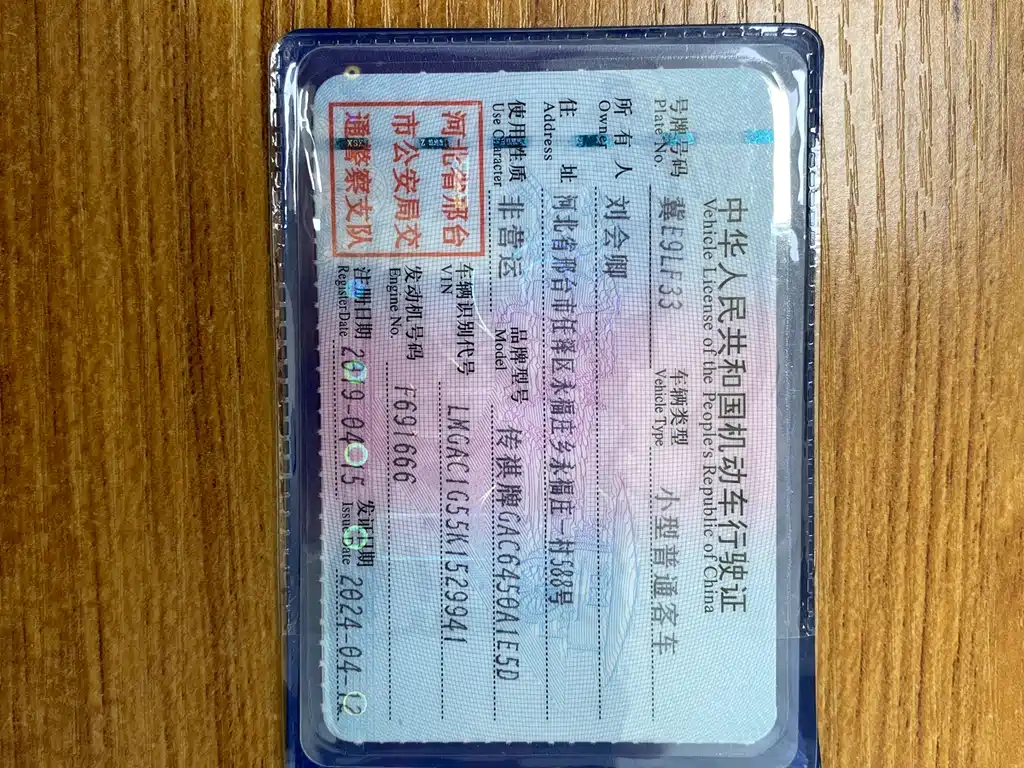 中华人民共和国机动车行驶证
Vehicle License of the People's Republic of China
号牌号码 冀E9LF33 车辆类型 小型普通客车
Plate No. Vehicle Type
所有人 刘会卿
Owner
住址 河北省邢台市任泽区永福庄乡永福庄一村588号
Address
使用性质 非营运 品牌型号 传祺牌GAC6450A1E5D
Use Character Model
车辆识别代号 LMGAC1G55K1529941
VIN
发动机号码 1691666
Engine No.
注册日期 2019-04-15 发证日期 2024-04-12
Register Date Issue Date
河北省邢台
市公安局交
通警察支队